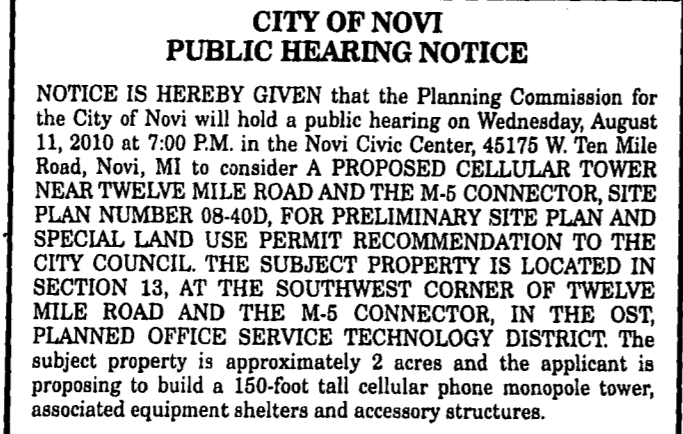 CITY OF NOVI
PUBLIC HEARING NOTICE
NOTICE IS HEREBY GIVEN that the Planning Commission for
the City of Novi will hold a public hearing on Wednesday, August
11, 2010 at 7:00 P.M. in the Novi Civic Center, 45175 W. Ten Mile
Road, Novi, MI to consider A PROPOSED CELLULAR TOWER
NEAR TWELVE MILE ROAD AND THE M-5 CONNECTOR, SITE
PLAN NUMBER 08-40D, FOR PRELIMINARY SITE PLAN AND
SPECIAL LAND USE PERMIT RECOMMENDATION TO THE
CITY COUNCIL. THE SUBJECT PROPERTY IS LOCATED IN
SECTION 13, AT THE SOUTHWEST CORNER OF TWELVE
MILE ROAD AND THE M-5 CONNECTOR, IN THE OST,
PLANNED OFFICE SERVICE TECHNOLOGY DISTRICT. The
subject property is approximately 2 acres and the applicant is
proposing to build a 150-foot tall cellular phone monopole tower,
associated equipment shelters and accessory structures.